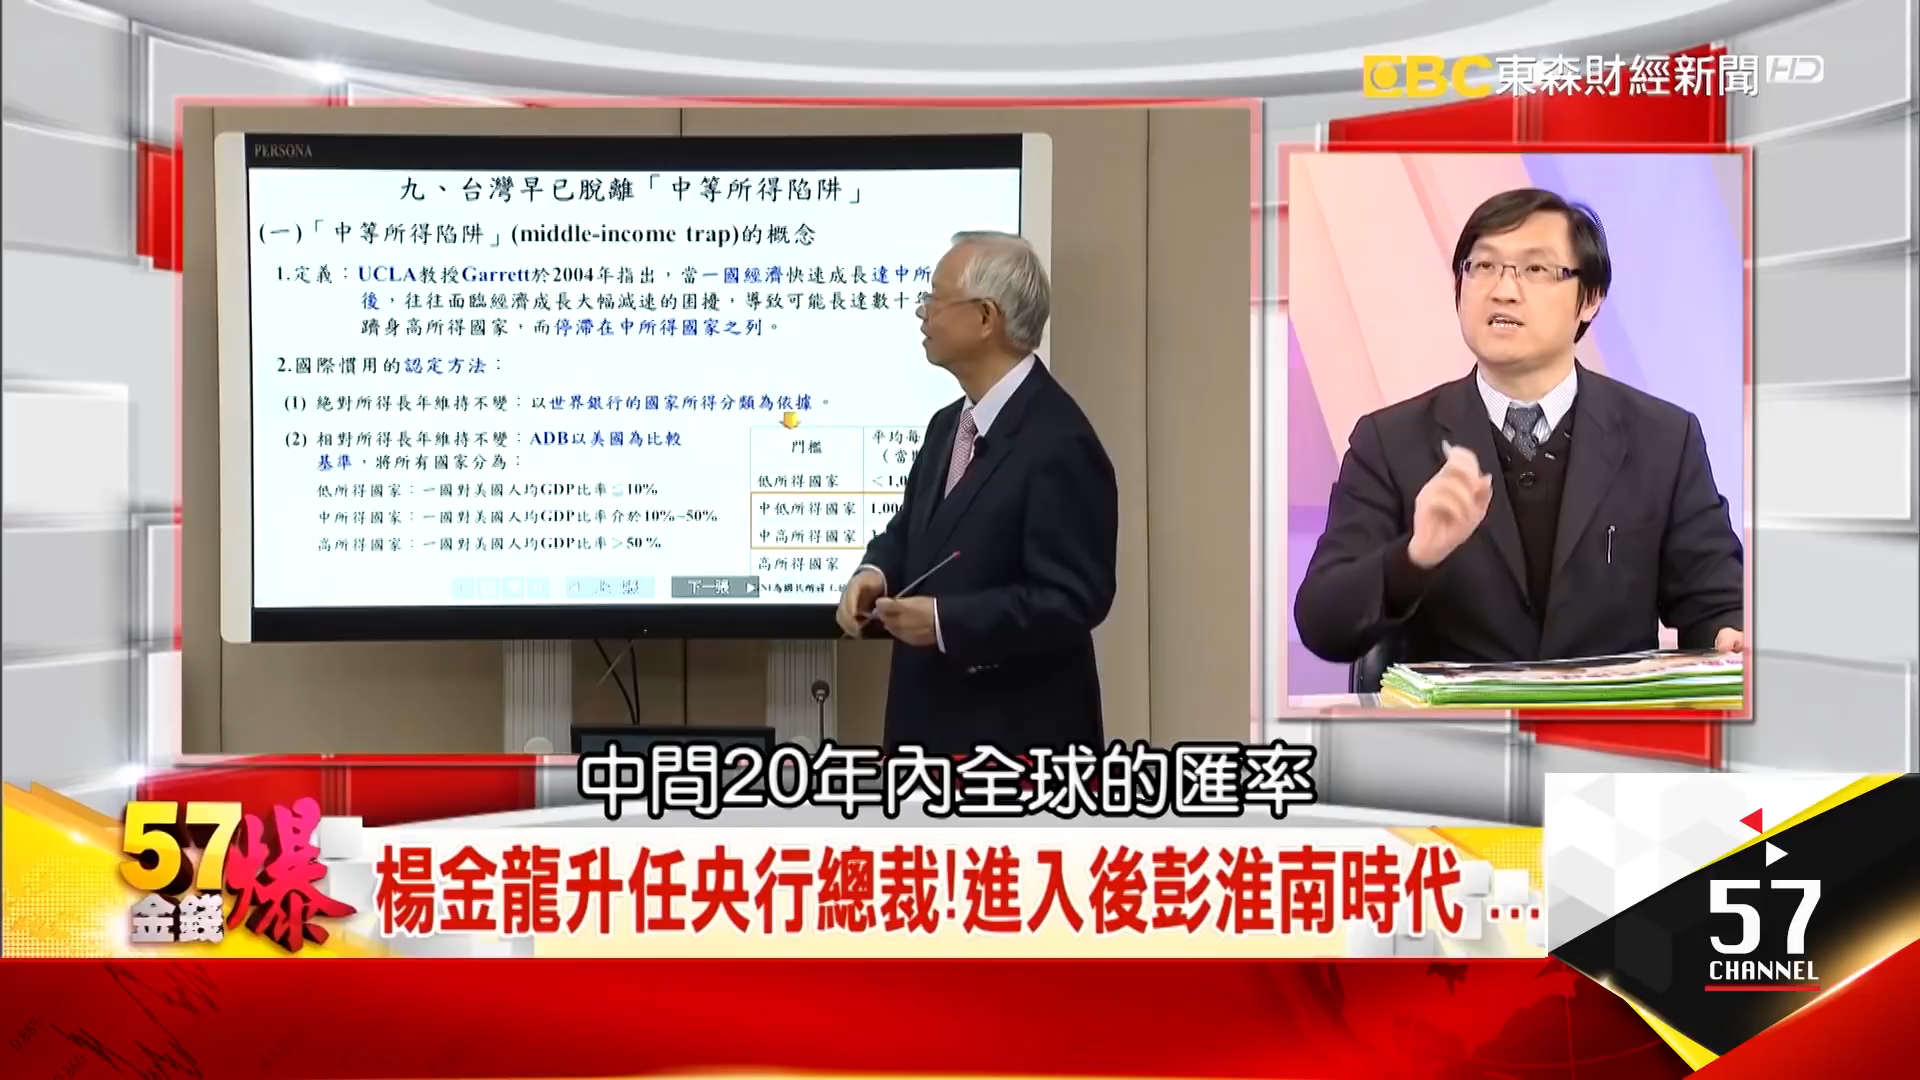 EBC東森財經新聞HD
PERSONA
九、台灣早已脫離「中等所得陷阱」
(一)「中等所得陷阱」(middle-income trap)的概念
1.定義：UCLA教授Garrett於2004年指出，當一國經濟快速成長達中所
後，往往面臨經濟成長大幅減速的困擾，導致可能長達數十年
躋身高所得國家，而停滯在中所得國家之列。
2.國際慣用的認定方法：
(1) 絕對所得長年維持不變：以世界銀行的國家所得分類為依據。
(2) 相對所得長年維持不變：ADB以美國為比較
基準，將所有國家分為：
低所得國家：一國對美國人均GDP比率≦10%
中所得國家：一國對美國人均GDP比率介於10%~50%
高所得國家：一國對美國人均GDP比率>50%
門檻 平均每
低所得國家 <1,0
中低所得國家 1,00
中高所得國家
高所得國家
下一張
中間20年內全球的匯率
57金錢爆
楊金龍升任央行總裁!進入後彭淮南時代 ...
57
CHANNEL